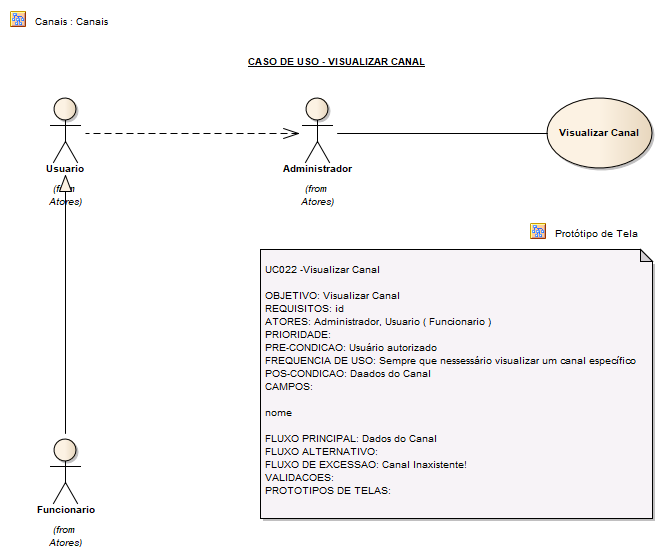 Canais : Canais
CASO DE USO - VISUALIZAR CANAL
Usuario
(from
Atores)
Administrador
(from
Atores)
Visualizar Canal
Protótipo de Tela
UC022 -Visualizar Canal
OBJETIVO: Visualizar Canal
REQUISITOS: id
ATORES: Administrador, Usuario ( Funcionario )
PRIORIDADE:
PRE-CONDICAO: Usuário autorizado
FREQUENCIA DE USO: Sempre que nessessário visualizar um canal específico
POS-CONDICAO: Daados do Canal
CAMPOS:
nome
FLUXO PRINCIPAL: Dados do Canal
FLUXO ALTERNATIVO:
FLUXO DE EXCESSAO: Canal Inaxistente!
VALIDACOES:
PROTOTIPOS DE TELAS:
Funcionario
(from
Atores)